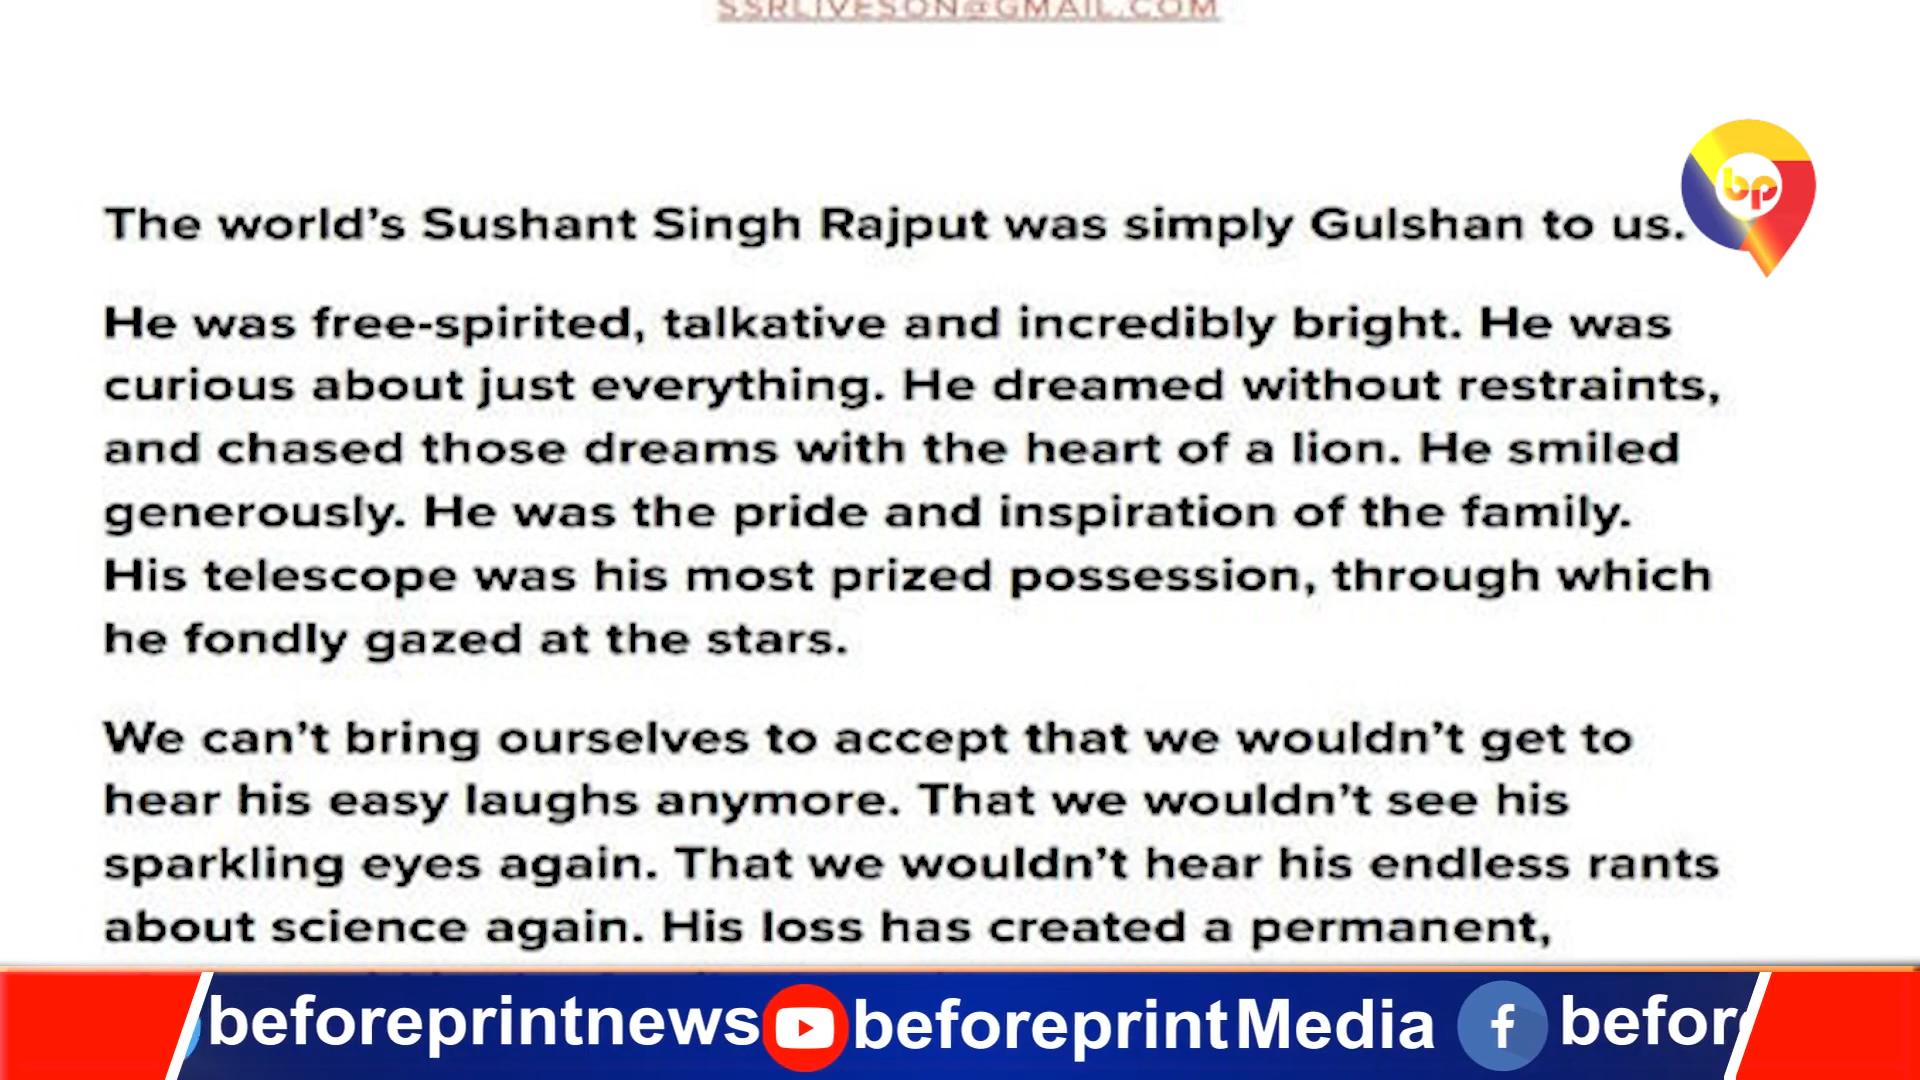 SSRLIVESON@GMAIL.COM
bp
The world's Sushant Singh Rajput was simply Gulshan to us.
He was free-spirited, talkative and incredibly bright. He was
curious about just everything. He dreamed without restraints,
and chased those dreams with the heart of a lion. He smiled
generously. He was the pride and inspiration of the family.
His telescope was his most prized possession, through which
he fondly gazed at the stars.
We can't bring ourselves to accept that we wouldn't get to
hear his easy laughs anymore. That we wouldn't see his
sparkling eyes again. That we wouldn't hear his endless rants
about science again. His loss has created a permanent,
beforeprintnews beforeprint Media befor